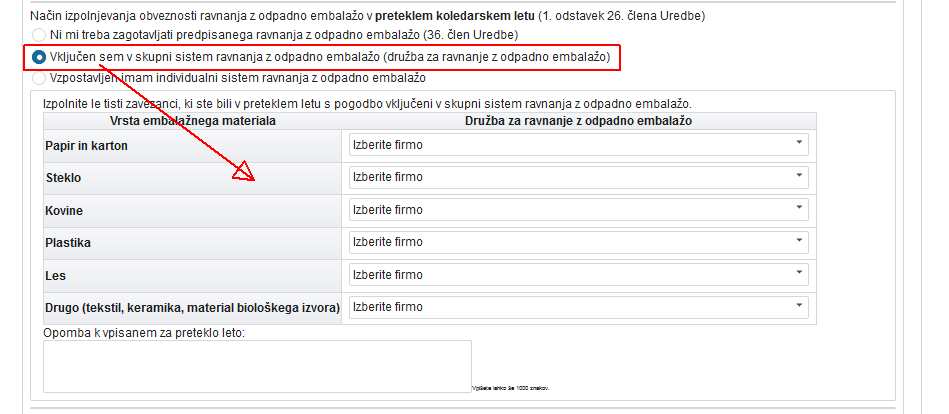 Način izpolnjevanja obveznosti ravnanja z odpadno embalažo v preteklem koledarskem letu (1. odstavek 26. člena Uredbe)
Ni mi treba zagotavljati predpisanega ravnanja z odpadno embalažo (36. člen Uredbe)
Vključen sem v skupni sistem ravnanja z odpadno embalažo (družba za ravnanje z odpadno embalažo)
Vzpostavljen imam individualni sistem ravnanja z odpadno embalažo
Izpolnite le tisti zavezanci, ki ste bili v preteklem letu s pogodbo vključeni v skupni sistem ravnanja z odpadno embalažo.
Vrsta embalažnega materiala Družba za ravnanje z odpadno embalažo
Papir in karton Izberite firmo
Steklo Izberite firmo
Kovine Izberite firmo
Plastika Izberite firmo
Les Izberite firmo
Drugo (tekstil, keramika, material biološkega izvora) Izberite firmo
Opomba k vpisanem za preteklo leto:
Vpišete lahko še 1000 znakov.